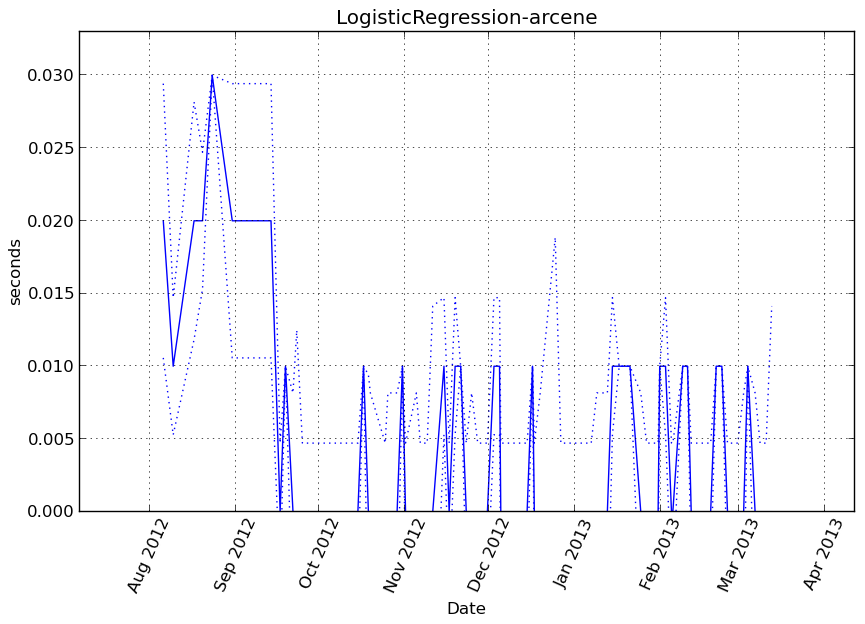 LogisticRegression-arcene
0.030
0.025
0.020
0.015
0.010
0.005
0.000
seconds
Aug 2012
Sep 2012
Oct 2012
Nov 2012
Dec 2012
Jan 2013
Feb 2013
Mar 2013
Apr 2013
Date